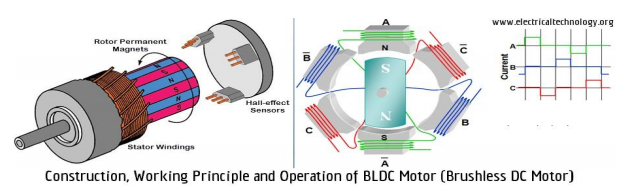 Rotor Permanent
Magnets
N
S
N
S
N
Hall-effect
Sensors
Stator Windings
A
N
B̅
C̅
S
N
C
B
S
A̅
www.electricaltechnology.org
Current
A
B
C
Construction, Working Principle and Operation of BLDC Motor (Brushless DC Motor)